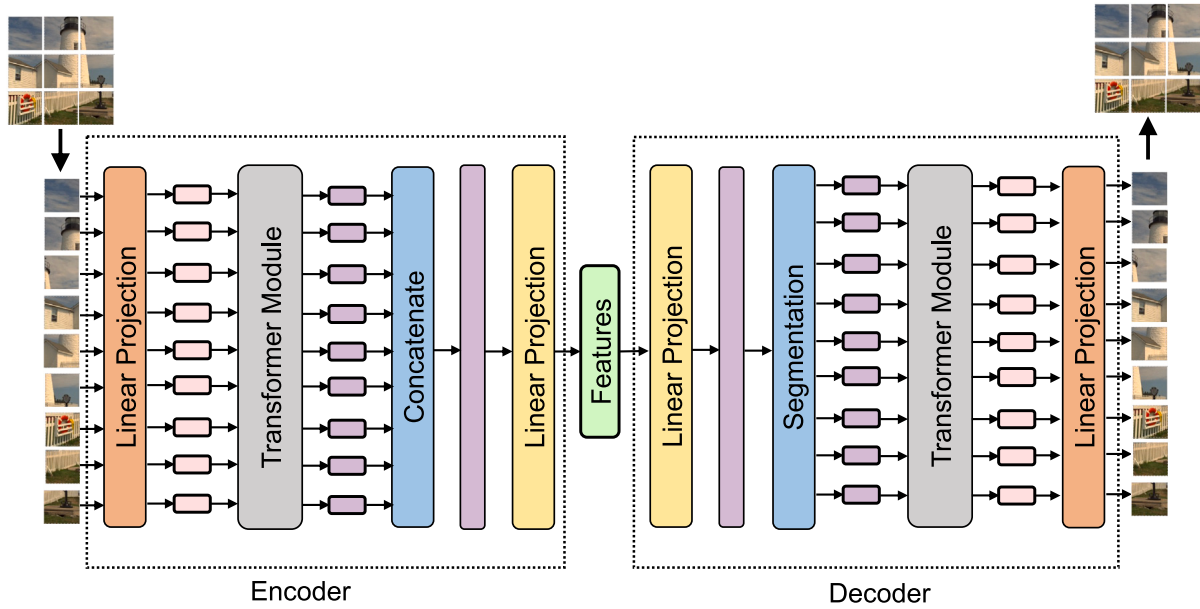 Linear Projection
Transformer Module
Concatenate
Linear Projection
Features
Linear Projection
Segmentation
Transformer Module
Linear Projection
Encoder
Decoder